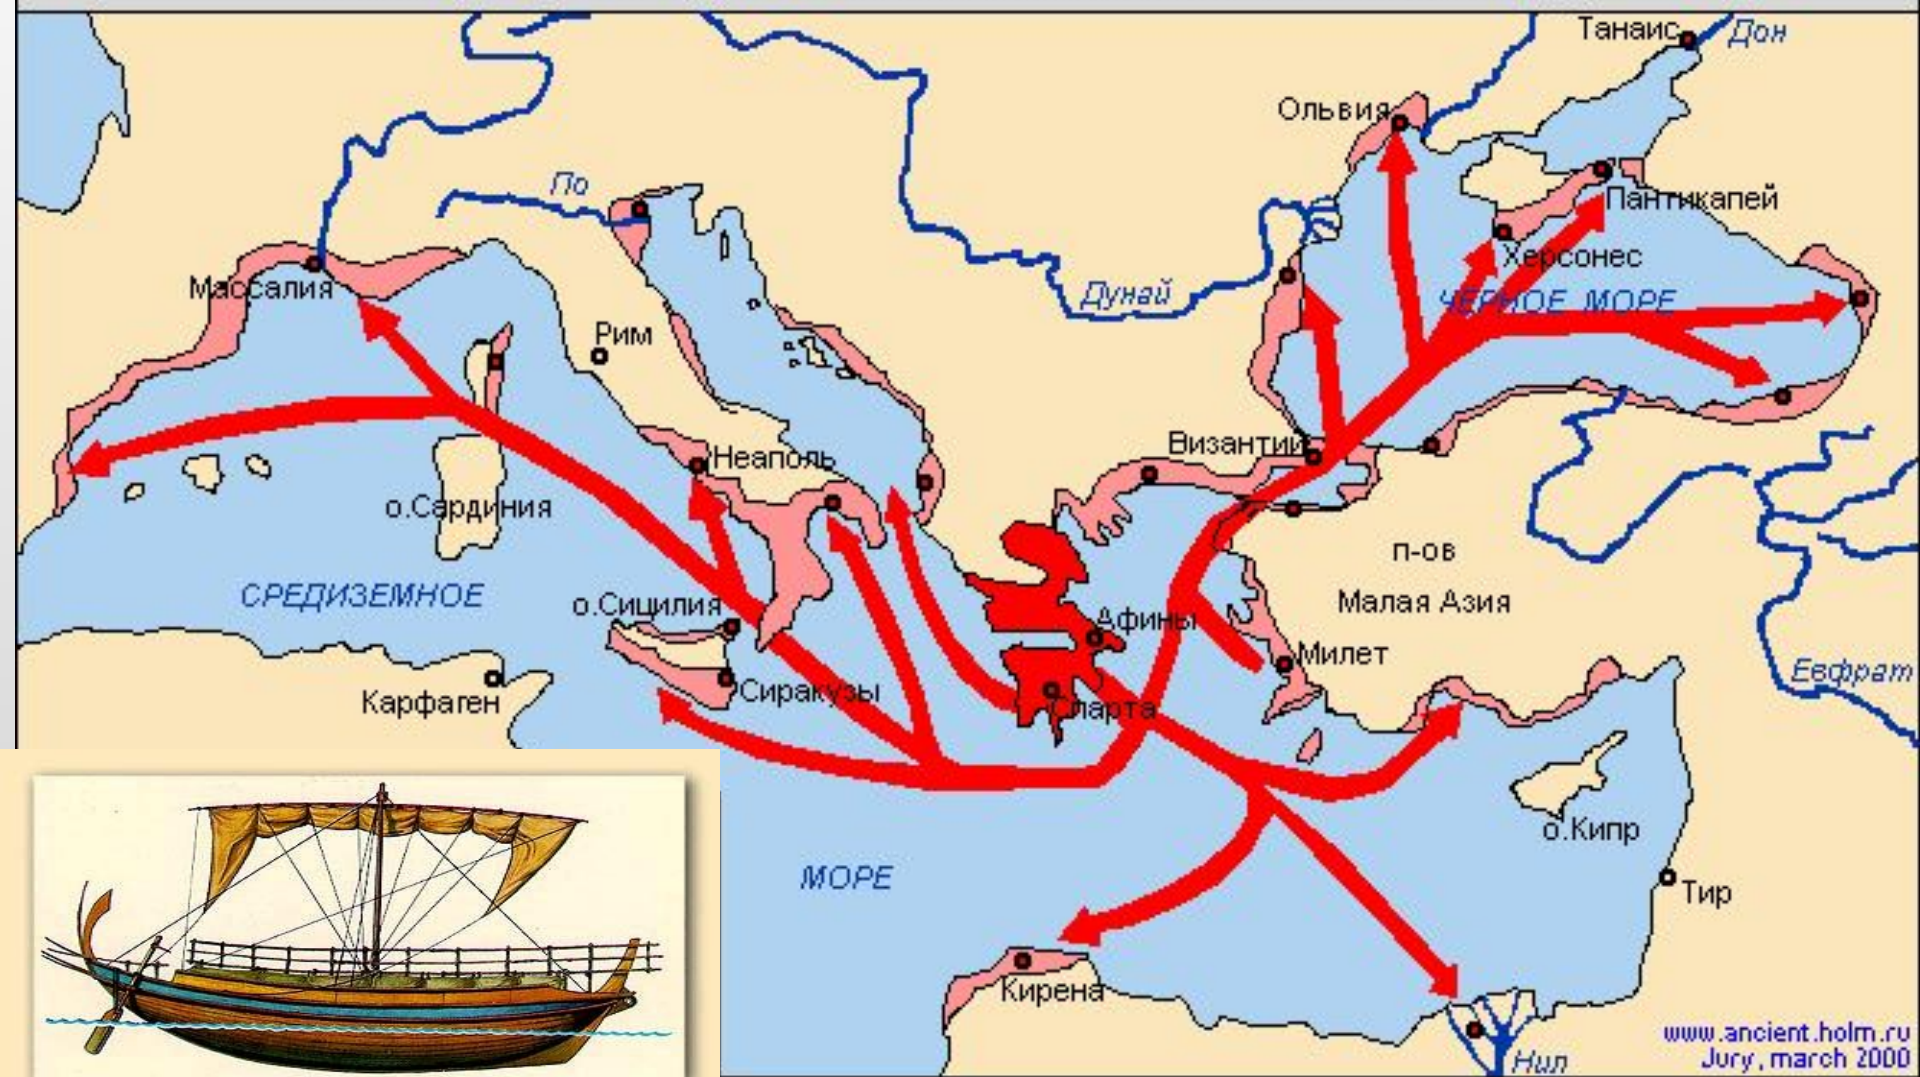 Танаис
Дон
Ольвия
По
Пантикапей
Массалия
Херсонес
Дунай
ЧЕРНОЕ МОРЕ
Рим
Византии
Неаполь
о.Сардиния
п-ов
Малая Азия
СРЕДИЗЕМНОЕ
о.Сицилия
Афины
Милет
Евфрат
Карфаген
Сиракузы
Спарта
о.Кипр
МОРЕ
Тир
Кирена
Нил
www.ancient.holm.ru
Jury, march 2000